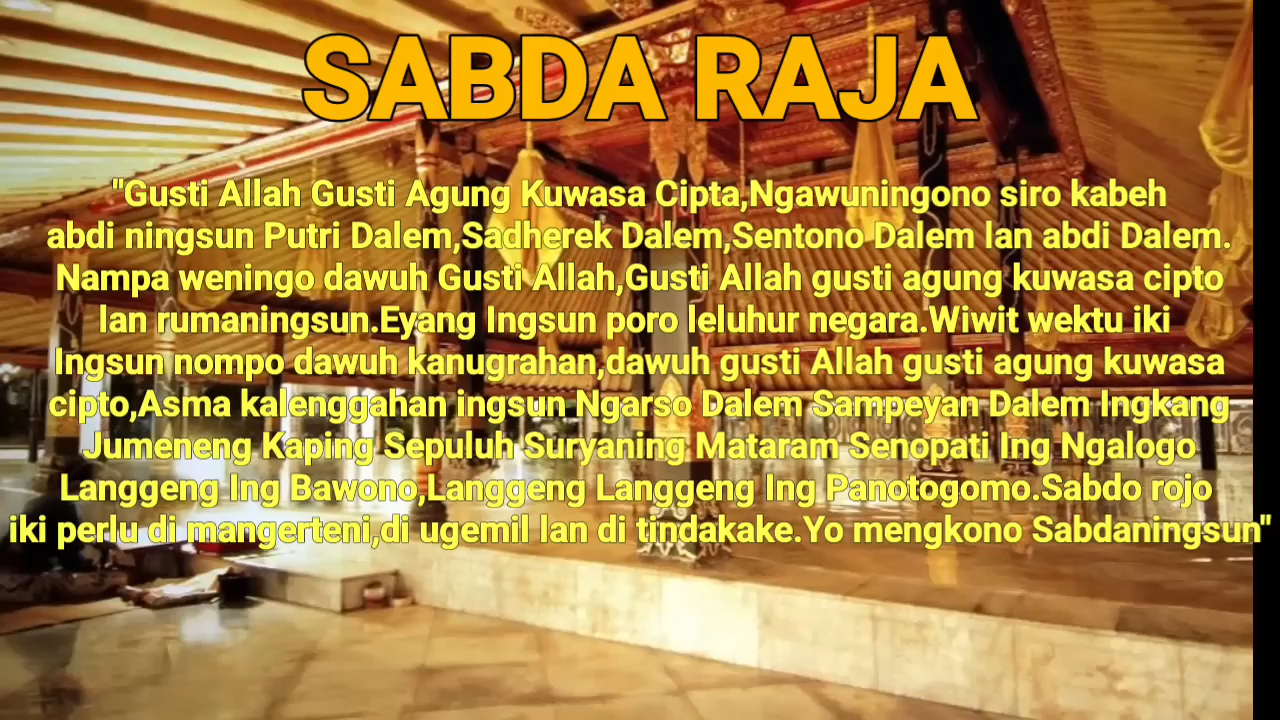 SABDA RAJA
"Gusti Allah Gusti Agung Kuwasa Cipta,Ngawuningono siro kabeh
abdi ningsun Putri Dalem,Sadherek Dalem,Sentono Dalem lan abdi Dalem.
Nampa weningo dawuh Gusti Allah,Gusti Allah gusti agung kuwasa cipto
lan rumaningsun.Eyang Ingsun poro leluhur negara.Wiwit wektu iki
Ingsun nompo dawuh kanugrahan,dawuh gusti Allah gusti agung kuwasa
cipto,Asma kalenggahan ingsun Ngarso Dalem Sampeyan Dalem Ingkang
Jumeneng Kaping Sepuluh Suryaning Mataram Senopati Ing Ngalogo
Langgeng Ing Bawono,Langgeng Langgeng Ing Panotogomo.Sabdo rojo
iki perlu di mangerteni,di ugemil lan di tindakake.Yo mengkono Sabdaningsun"